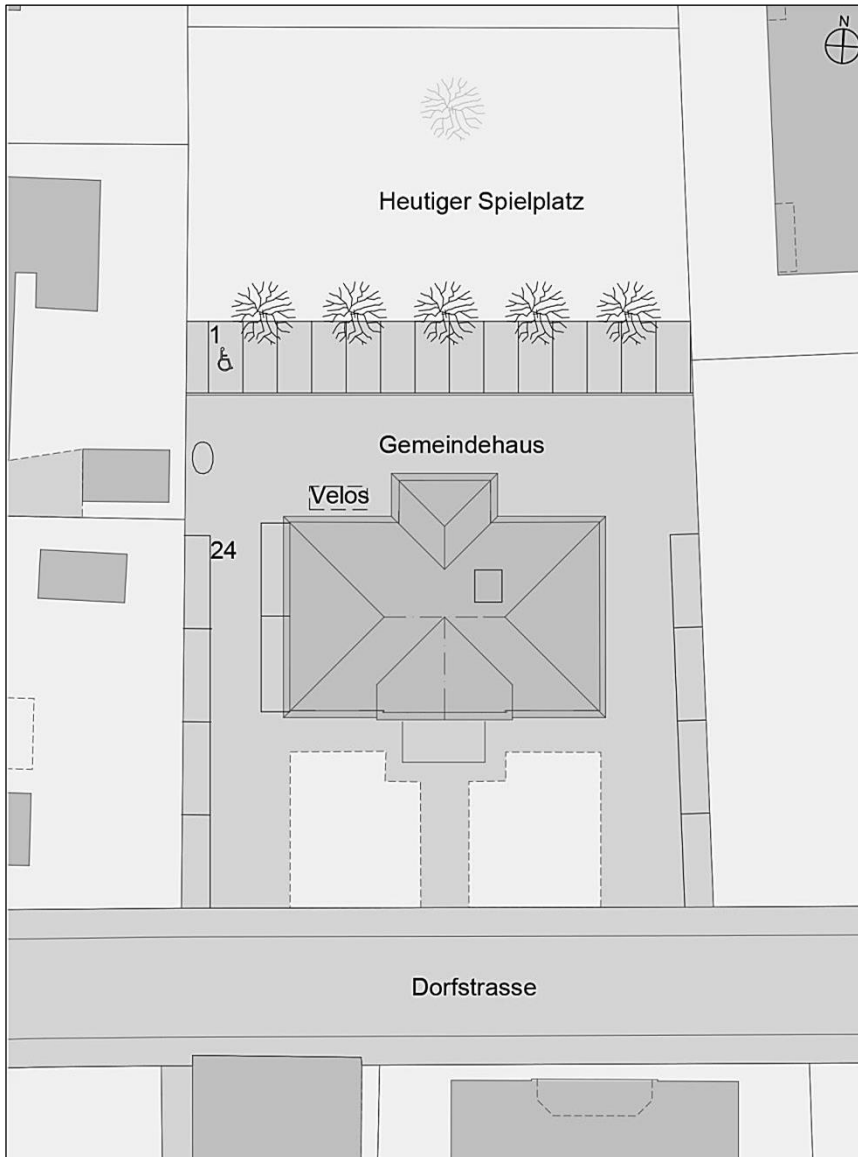 N
Heutiger Spielplatz
1
Gemeindehaus
Velos
24
Dorfstrasse